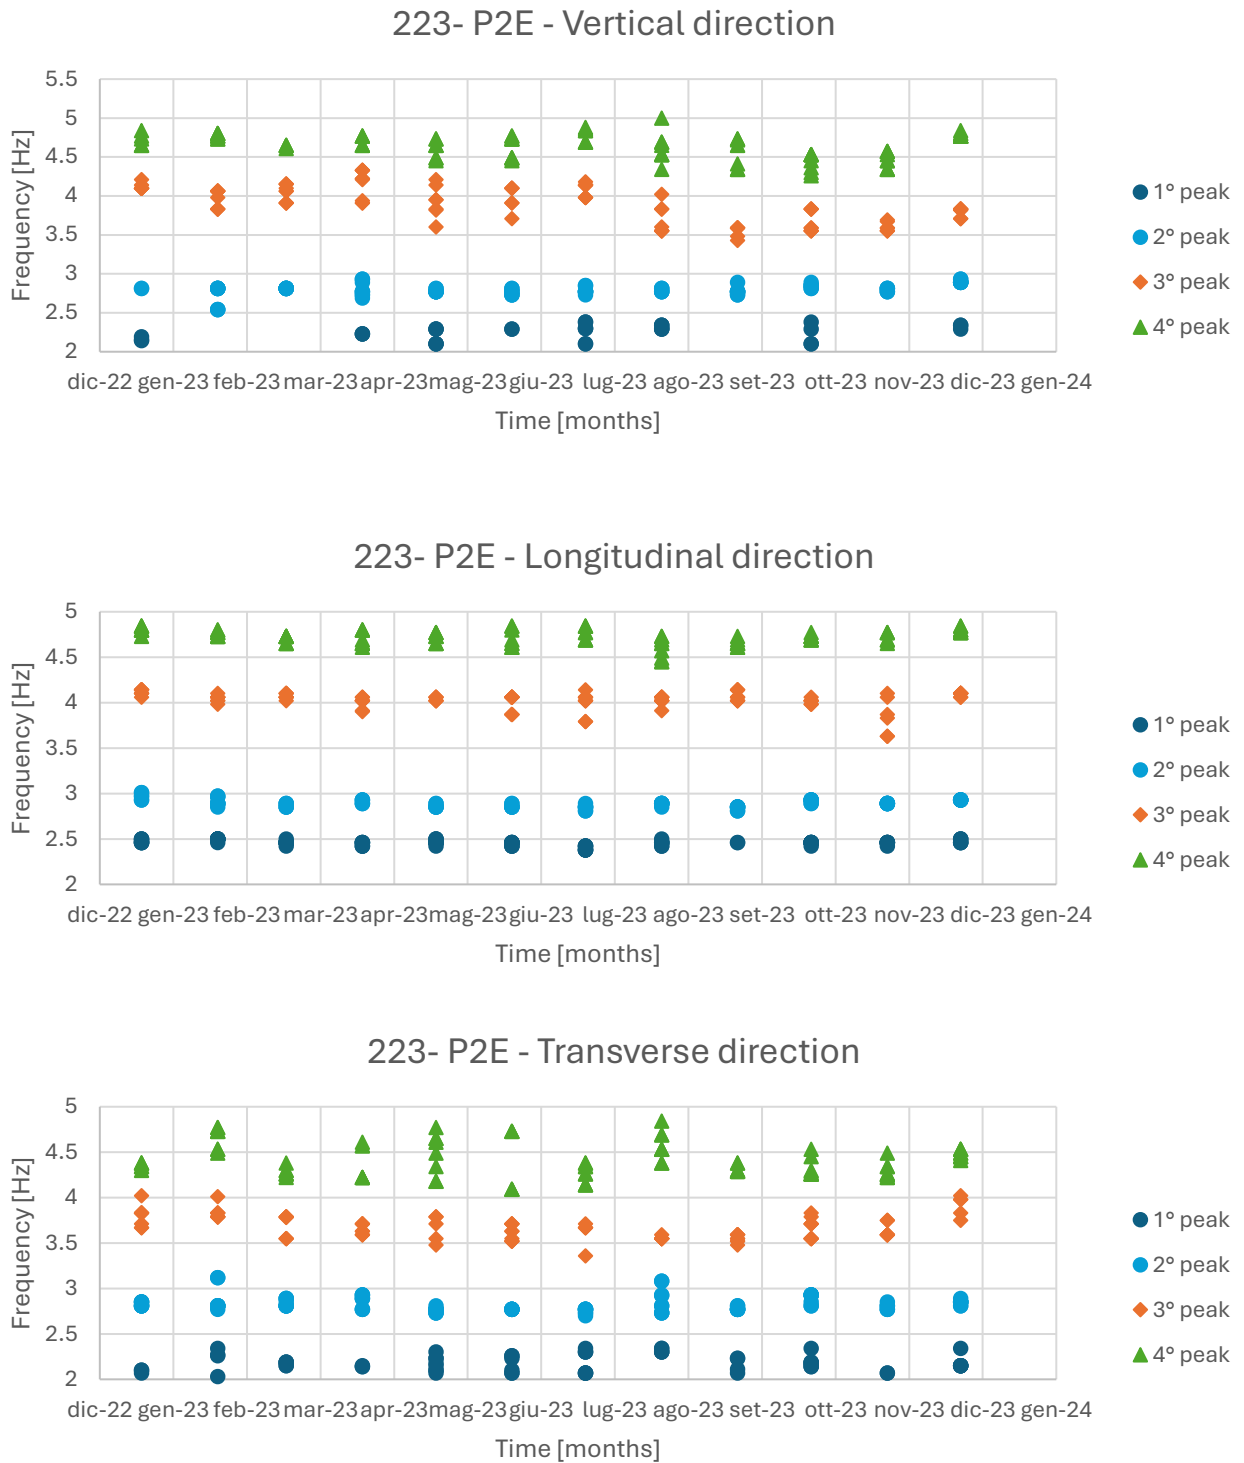 223- P2E - Vertical direction
5.5
5
4.5
4
3.5
3
2.5
2
Frequency [Hz]
dic-22 gen-23 feb-23 mar-23 apr-23 mag-23 giu-23 lug-23 ago-23 set-23 ott-23 nov-23 dic-23 gen-24
Time [months]
1° peak
2° peak
3° peak
4° peak
223- P2E - Longitudinal direction
5
4.5
4
3.5
3
2.5
2
Frequency [Hz]
dic-22 gen-23 feb-23 mar-23 apr-23 mag-23 giu-23 lug-23 ago-23 set-23 ott-23 nov-23 dic-23 gen-24
Time [months]
1° peak
2° peak
3° peak
4° peak
223- P2E - Transverse direction
5
4.5
4
3.5
3
2.5
2
Frequency [Hz]
dic-22 gen-23 feb-23 mar-23 apr-23 mag-23 giu-23 lug-23 ago-23 set-23 ott-23 nov-23 dic-23 gen-24
Time [months]
1° peak
2° peak
3° peak
4° peak